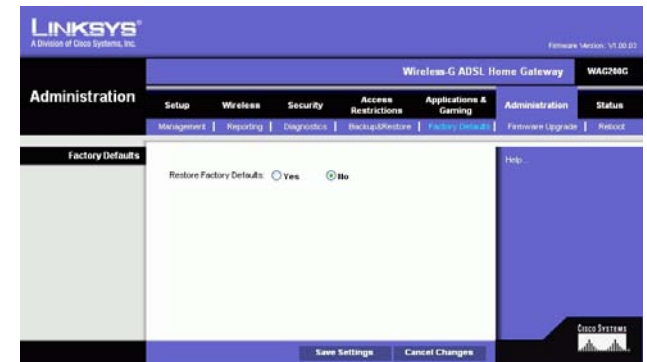 LINKSYS®
A Division of Cisco Systems, Inc.
Firmware Version: V1.00.03
Wireless-G ADSL Home Gateway WAG200G
Administration
Setup Wireless Security Access Restrictions Applications & Gaming Administration Status
Management | Reporting | Diagnostics | Backup&Restore | Factory Defaults | Firmware Upgrade | Reboot
Factory Defaults
Restore Factory Defaults: Yes No
Help...
Save Settings Cancel Changes
CISCO SYSTEMS